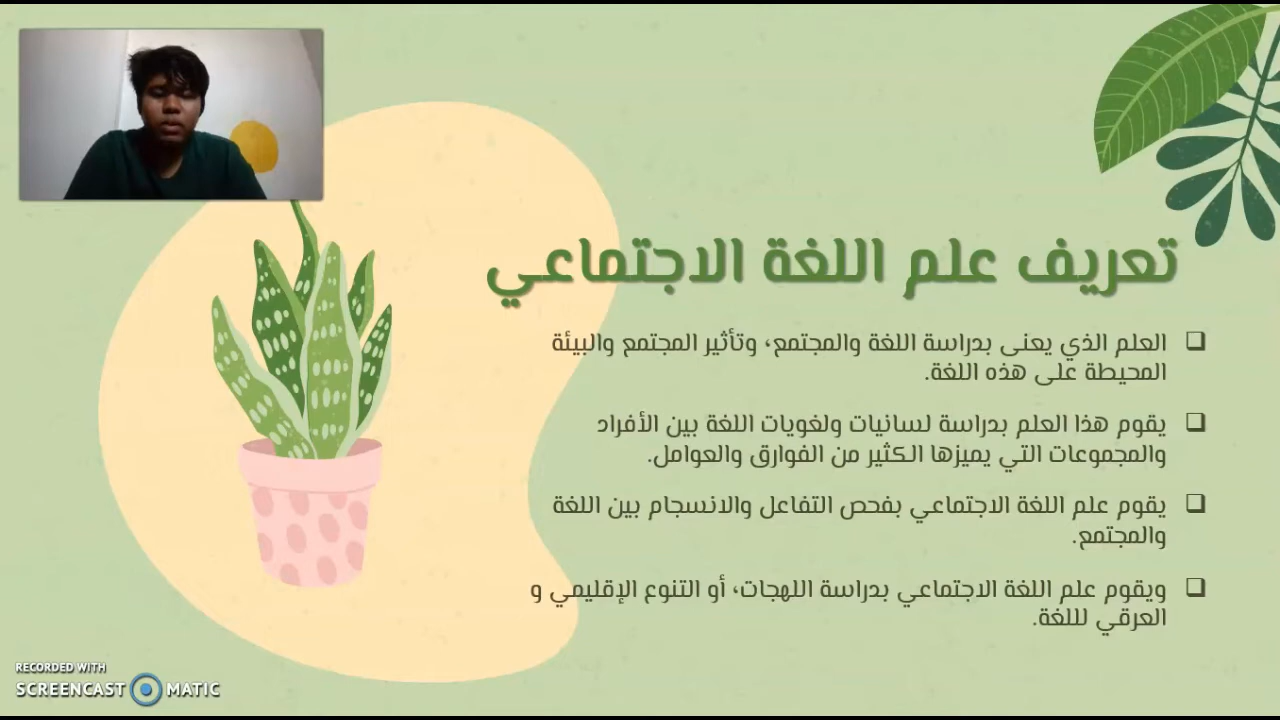 تعريف علم اللغة الاجتماعي
❑ العلم الذي يعنى بدراسة اللغة والمجتمع، وتأثير المجتمع والبيئة
المحيطة على هذه اللغة.
❑ يقوم هذا العلم بدراسة لسانيات ولغويات اللغة بين الأفراد
والمجموعات التي يميزها الكثير من الفوارق والعوامل.
❑ يقوم علم اللغة الاجتماعي بفحص التفاعل والانسجام بين اللغة
والمجتمع.
❑ ويقوم علم اللغة الاجتماعي بدراسة اللهجات، أو التنوع الإقليمي و
العرقي لللغة.
RECORDED WITH
SCREENCAST MATIC